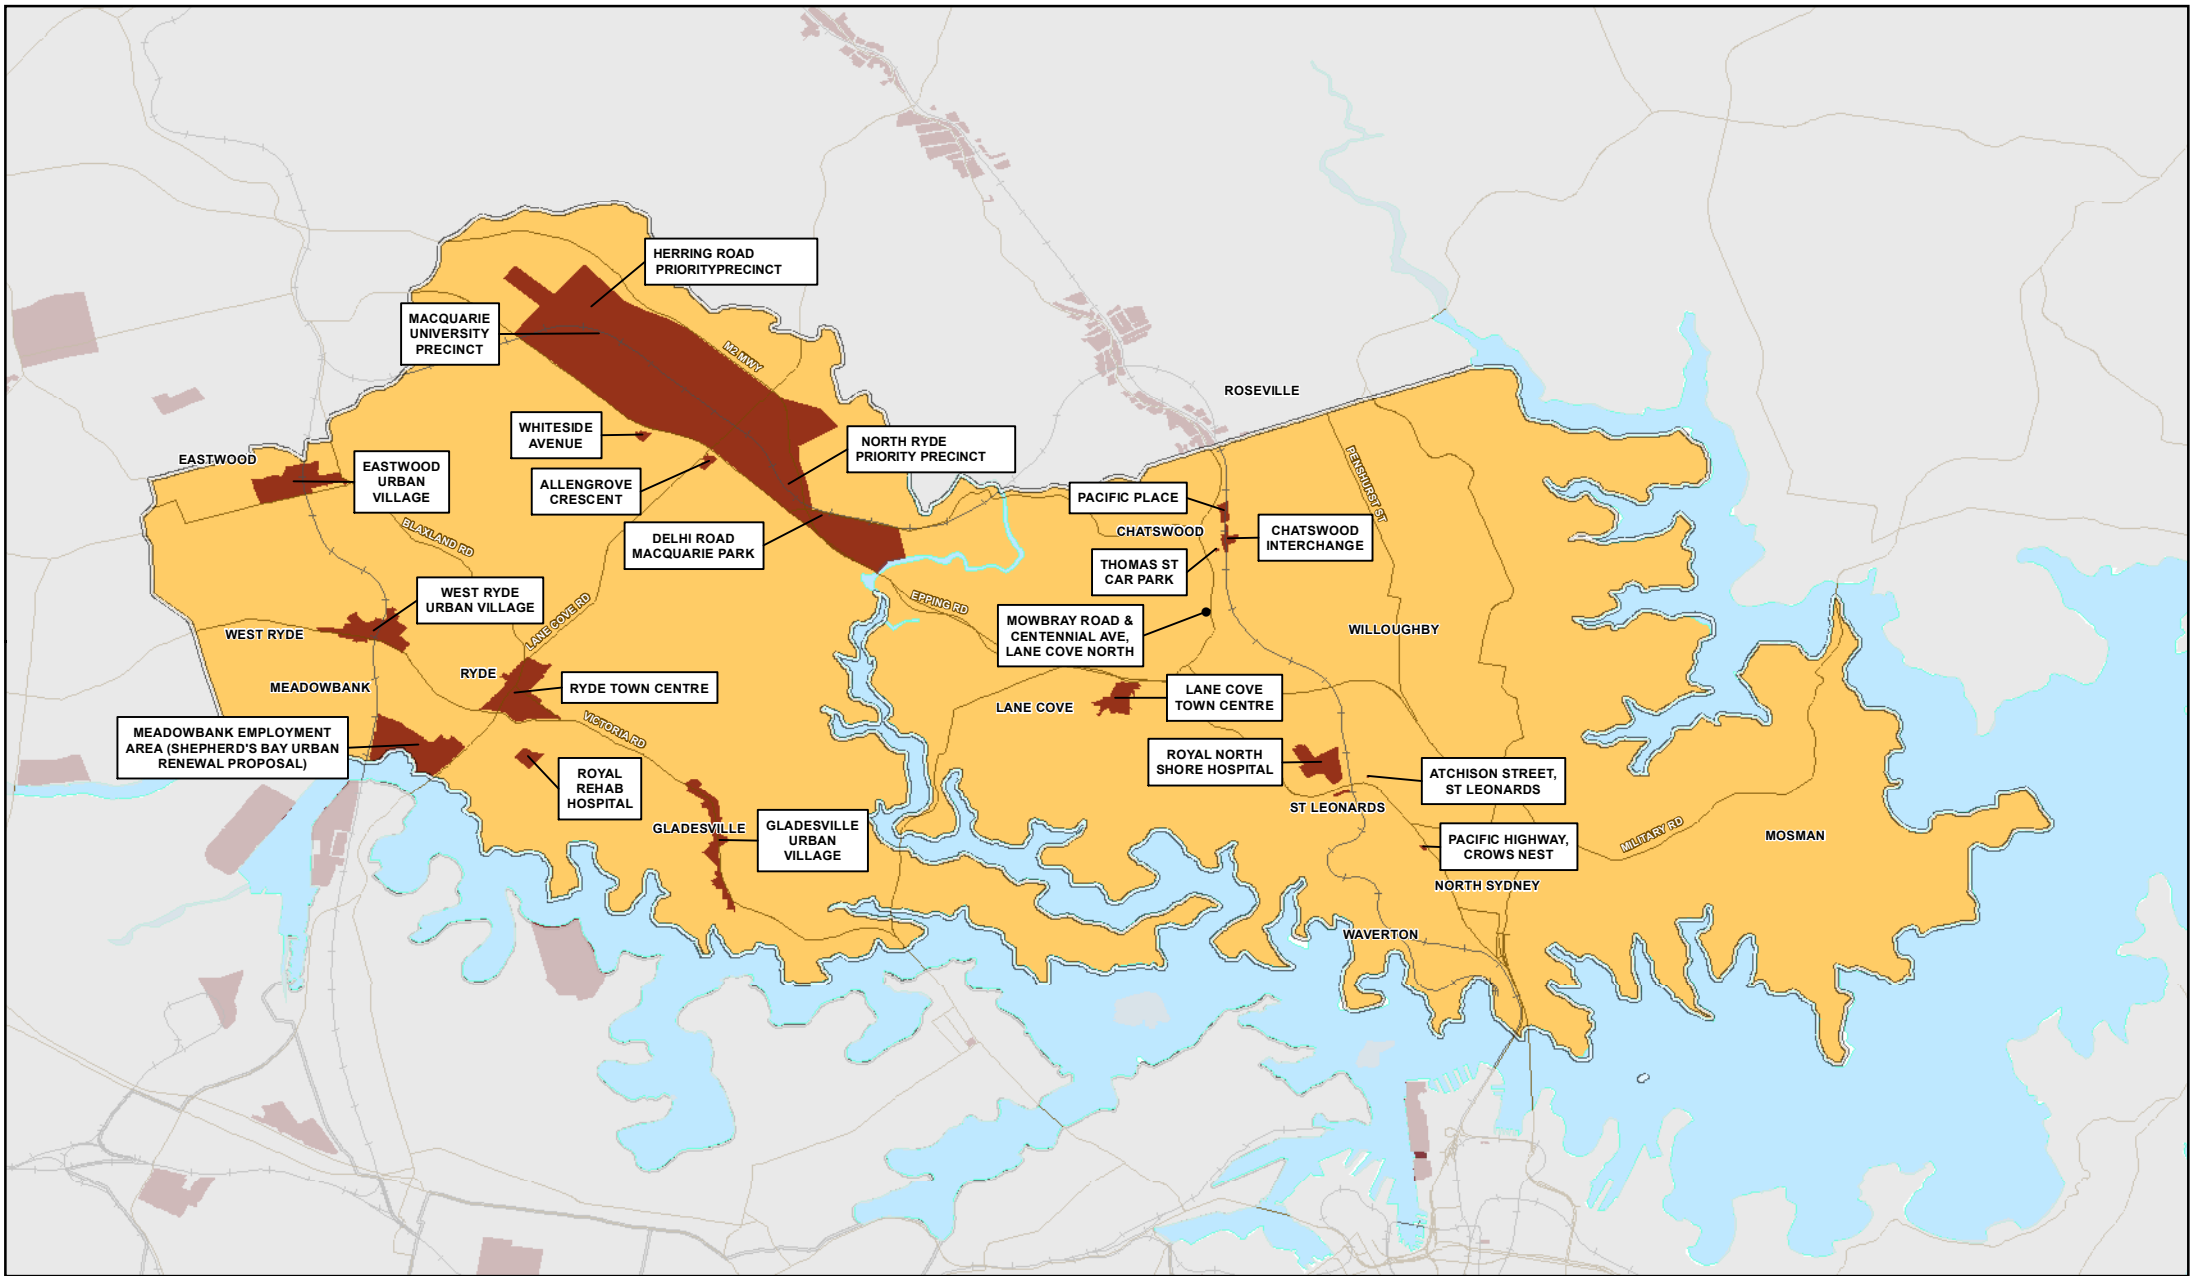 HERRING ROAD
PRIORITYPRECINCT
MACQUARIE
UNIVERSITY
PRECINCT
M2 MWY
ROSEVILLE
WHITESIDE
AVENUE
NORTH RYDE
PRIORITY PRECINCT
EASTWOOD
EASTWOOD
URBAN
VILLAGE
ALLENGROVE
CRESCENT
PENSHURST ST
PACIFIC PLACE
BLAXLAND RD
DELHI ROAD
MACQUARIE PARK
CHATSWOOD
CHATSWOOD
INTERCHANGE
THOMAS ST
CAR PARK
WEST RYDE
URBAN VILLAGE
LANE COVE RD
EPPING RD
MOWBRAY ROAD &
CENTENNIAL AVE,
LANE COVE NORTH
WILLOUGHBY
WEST RYDE
RYDE
MEADOWBANK
RYDE TOWN CENTRE
LANE COVE
LANE COVE
TOWN CENTRE
MEADOWBANK EMPLOYMENT
AREA (SHEPHERD'S BAY URBAN
RENEWAL PROPOSAL)
VICTORIA RD
ROYAL
REHAB
HOSPITAL
ROYAL NORTH
SHORE HOSPITAL
ATCHISON STREET,
ST LEONARDS
ST LEONARDS
GLADESVILLE
GLADESVILLE
URBAN
VILLAGE
MILITARY RD
MOSMAN
PACIFIC HIGHWAY,
CROWS NEST
NORTH SYDNEY
WAVERTON